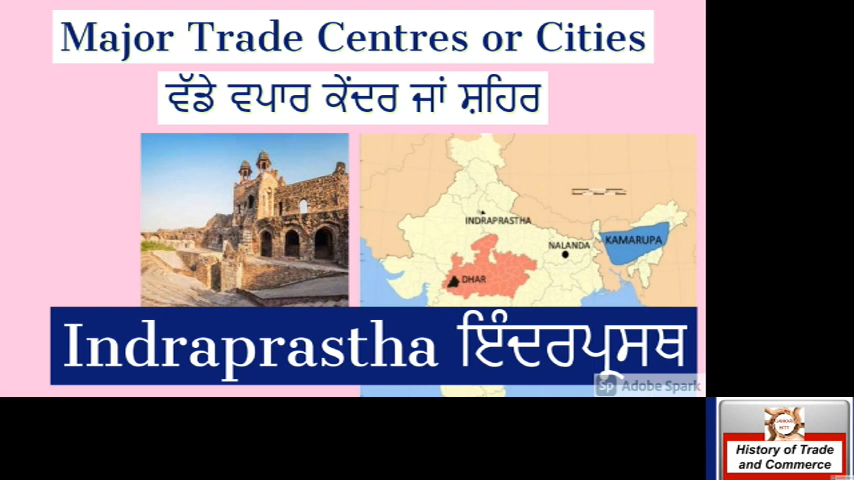 Major Trade Centres or Cities
ਵੱਡੇ ਵਪਾਰ ਕੇਂਦਰ ਜਾਂ ਸ਼ਹਿਰ
INDRAPRASTHA
NALANDA
KAMARUPA
DHAR
Indraprastha ਇੰਦਰਪ੍ਰਸਥ
Sp Adobe Spark
History of Trade
and Commerce